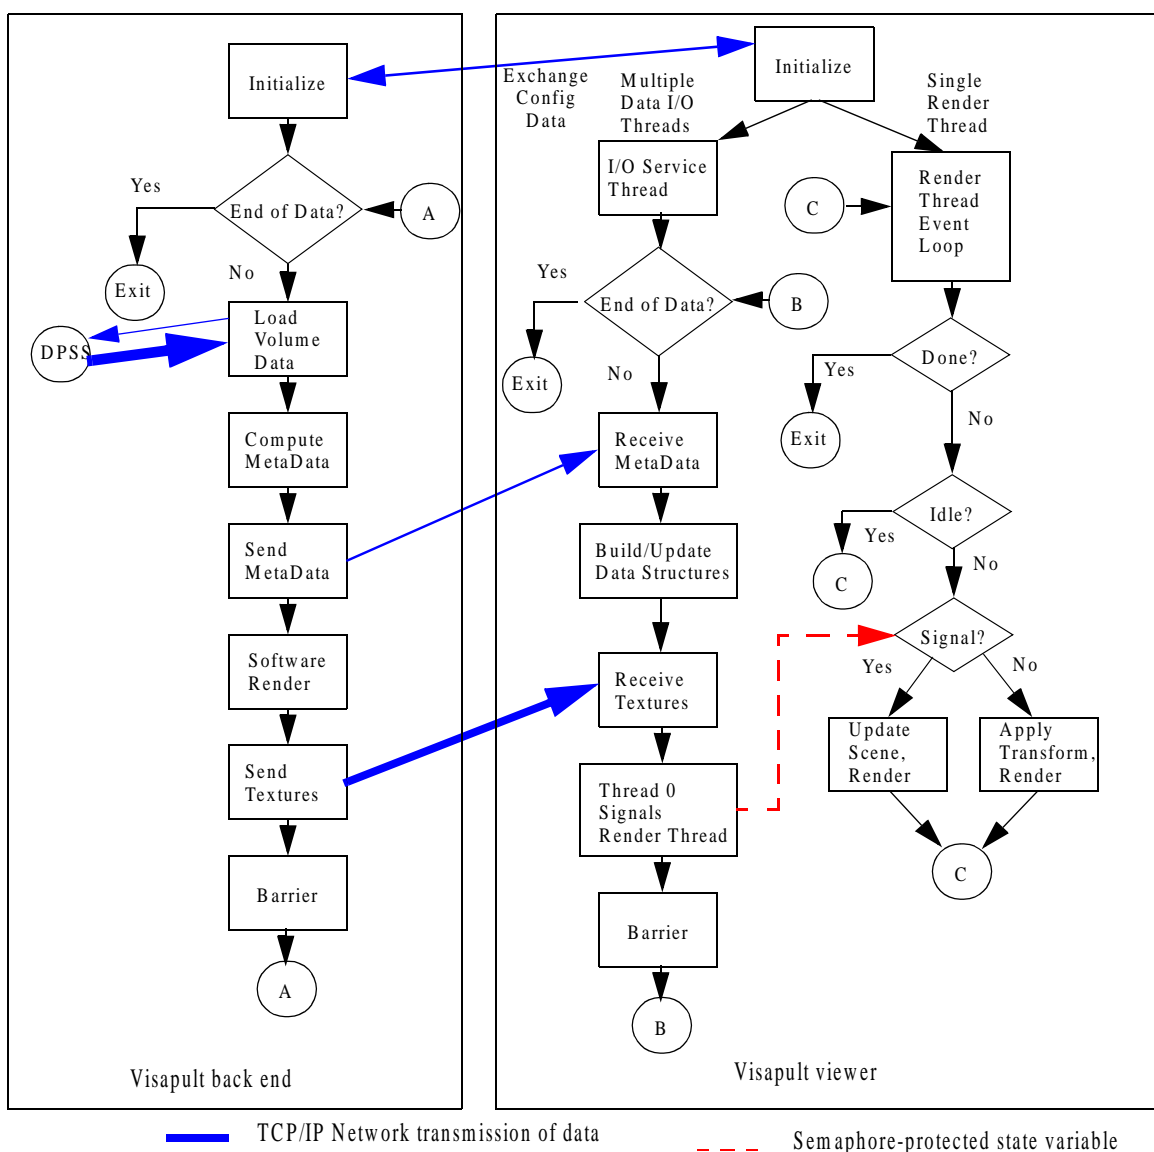 Initialize
Yes
End of Data?
A
Exit
No
DPSS
Load
Volume
Data
Compute
MetaData
Send
MetaData
Software
Render
Send
Textures
Barrier
A
Visapult back end
Exchange
Config
Data
Multiple
Data I/O
Threads
Initialize
Single
Render
Thread
I/O Service
Thread
Yes
End of Data?
B
Exit
No
Receive
MetaData
Build/Update
Data Structures
Receive
Textures
Thread 0
Signals
Render Thread
Barrier
B
C
Render
Thread
Event
Loop
Done?
Yes
Exit
No
Idle?
Yes
C
No
Signal?
Yes
No
Update
Scene,
Render
Apply
Transform,
Render
C
Visapult viewer
TCP/IP Network transmission of data
Semaphore-protected state variable